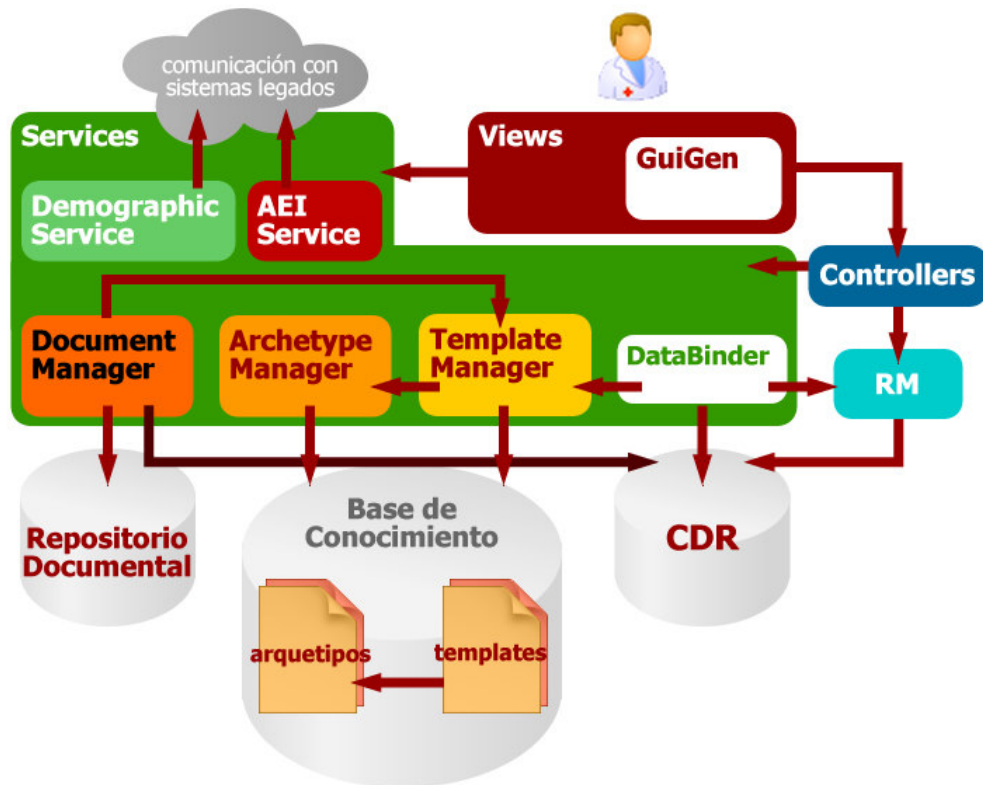 comunicación con
sistemas legados
Services
Views
GuiGen
Demographic
Service
AEI
Service
Controllers
Document
Manager
Archetype
Manager
Template
Manager
DataBinder
RM
Repositorio
Documental
Base de
Conocimiento
CDR
arquetipos
templates